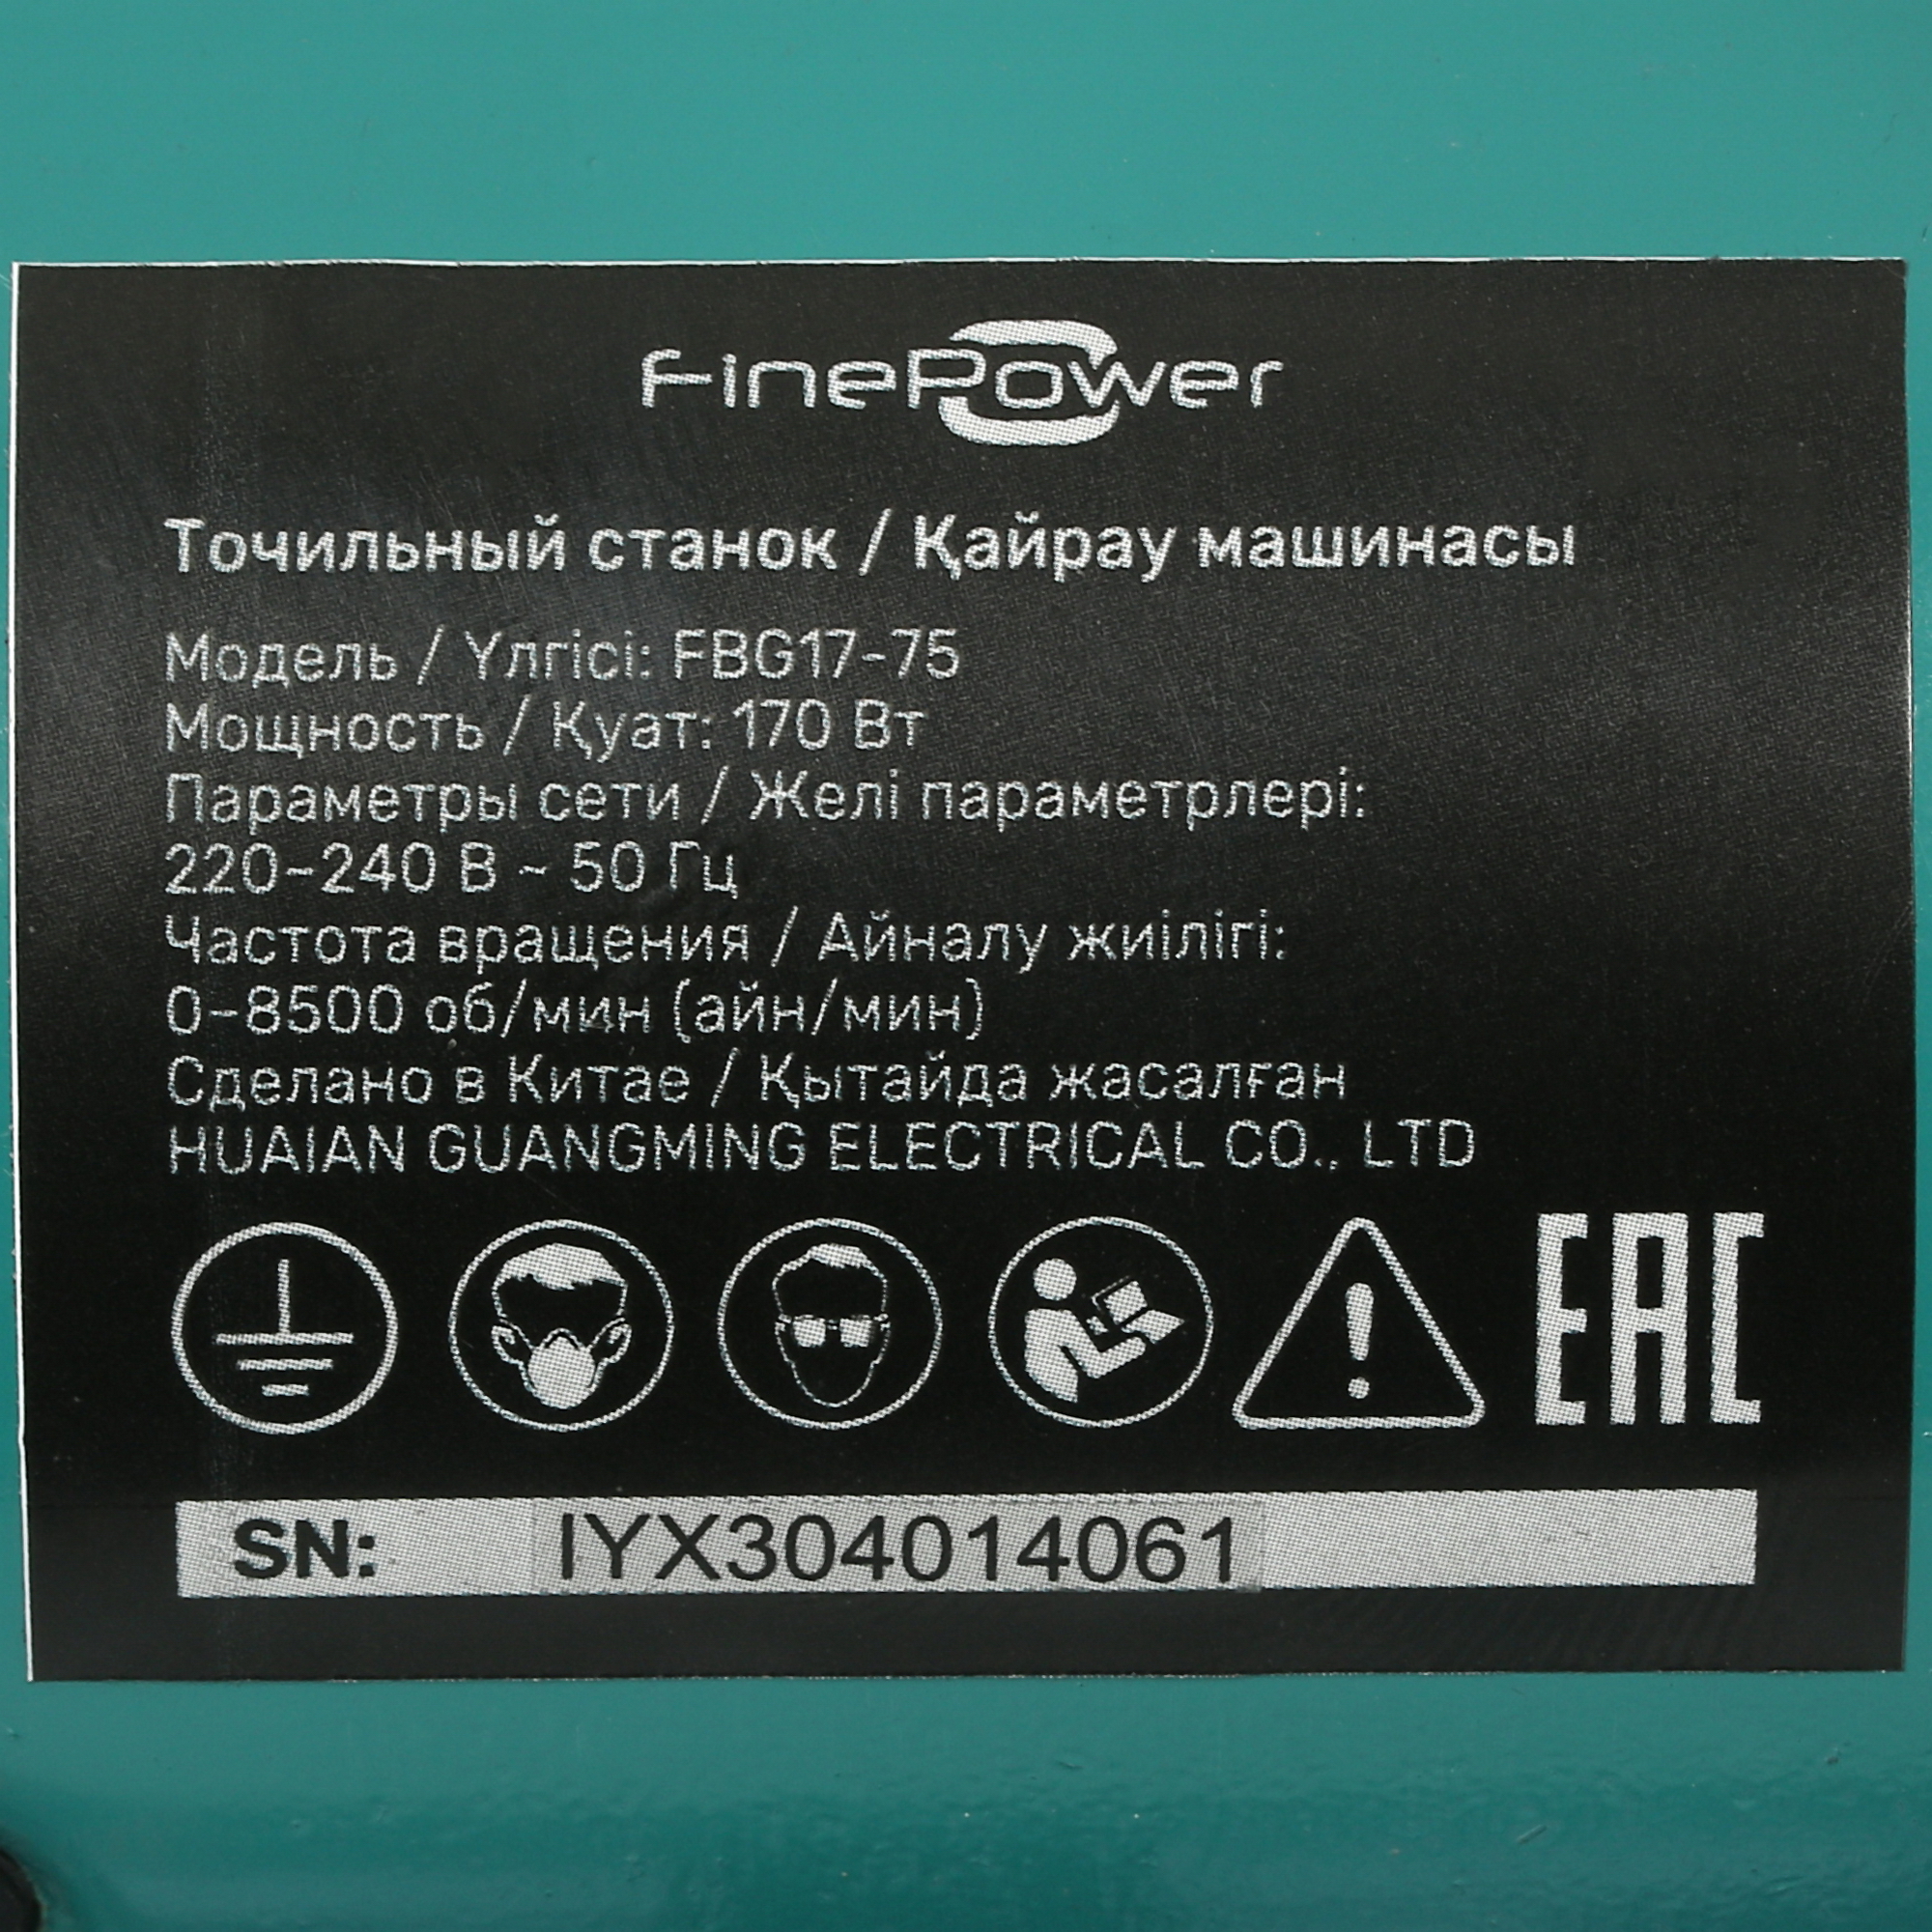 FinePower
Точильный станок / Қайрау машинасы
Модель / Үлгісі: FBG17-75
Мощность / Қуат: 170 Вт
Параметры сети / Желі параметрлері:
220-240 В ~ 50 Гц
Частота вращения / Айналу жиілігі:
0-8500 об/мин (айн/мин)
Сделано в Китае / Қытайда жасалған
HUAIAN GUANGMING ELECTRICAL CO., LTD
EAC
SN: IYX304014061